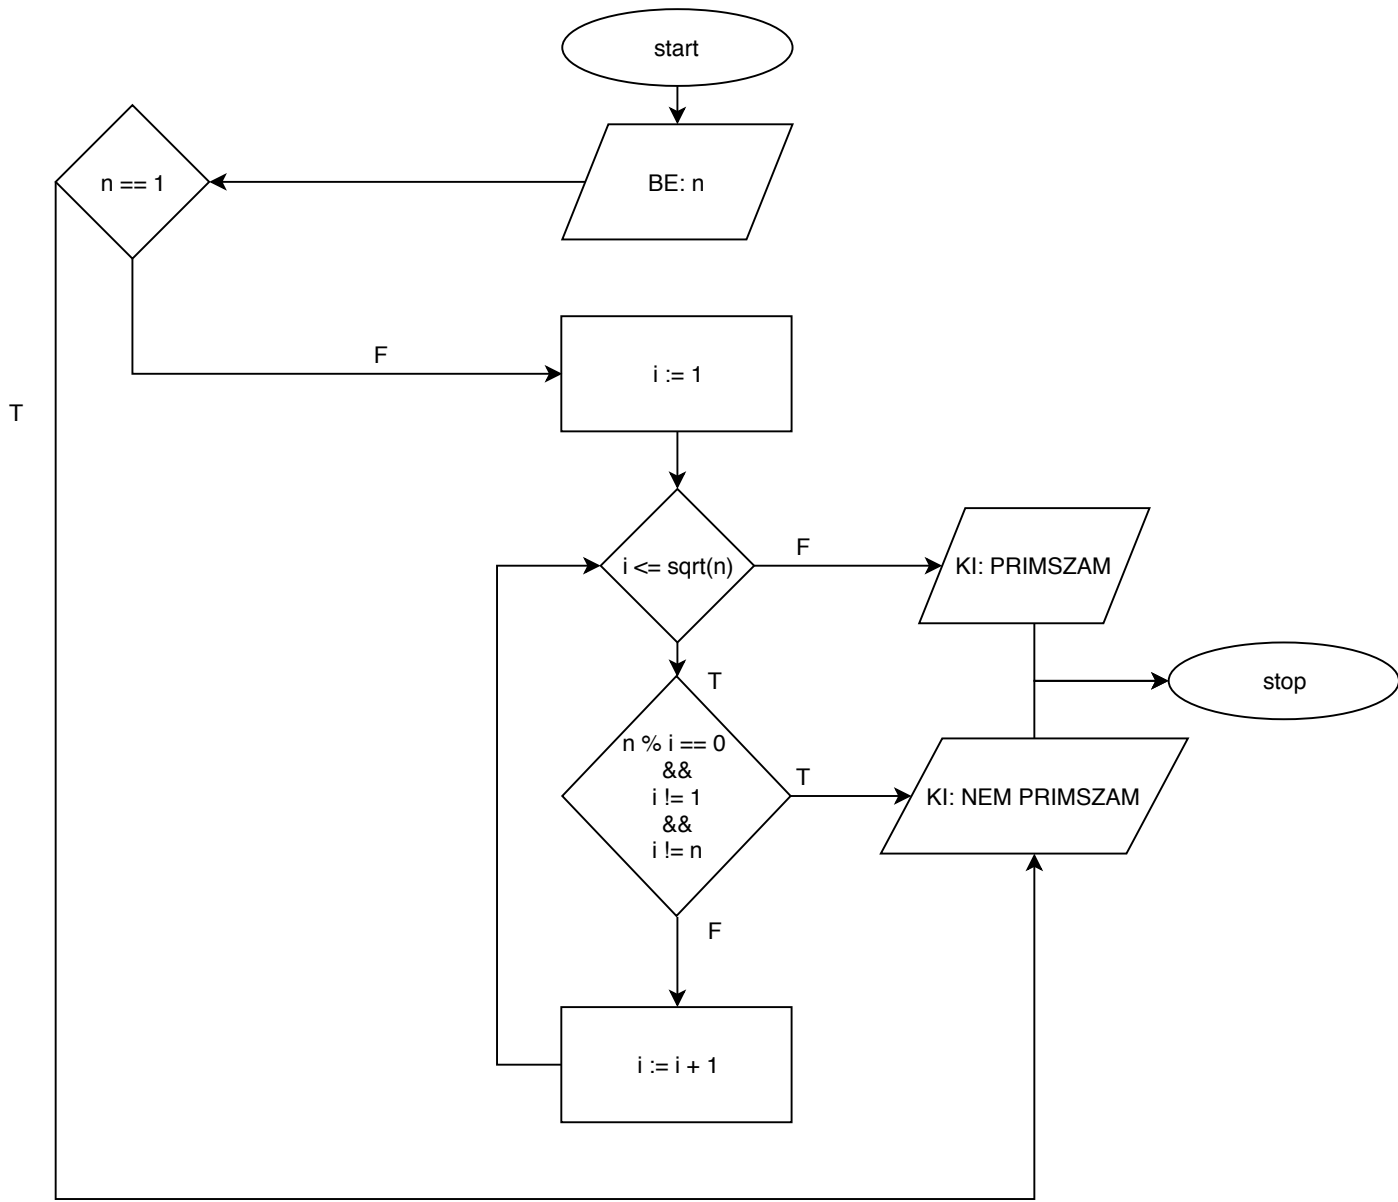 start
n == 1
BE: n
F
i := 1
T
i <= sqrt(n)
F
KI: PRIMSZAM
T
stop
n % i == 0
&&
i != 1
&&
i != n
T
KI: NEM PRIMSZAM
F
i := i + 1